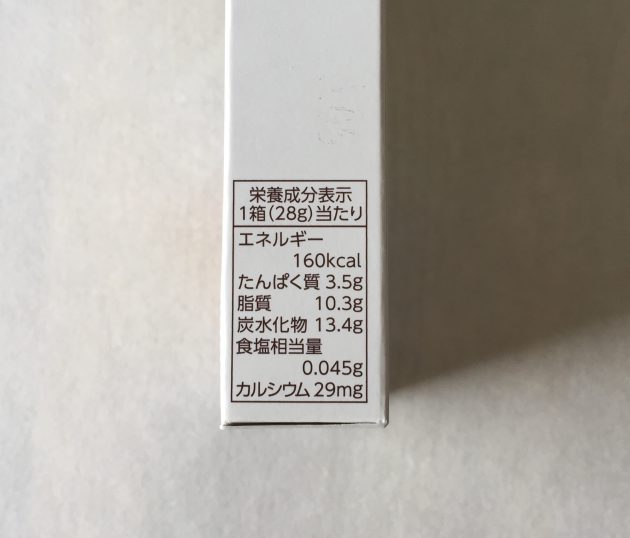 栄養成分表示
1箱(28g)当たり
エネルギー
160kcal
たんぱく質 3.5g
脂質 10.3g
炭水化物 13.4g
食塩相当量
0.045g
カルシウム 29mg